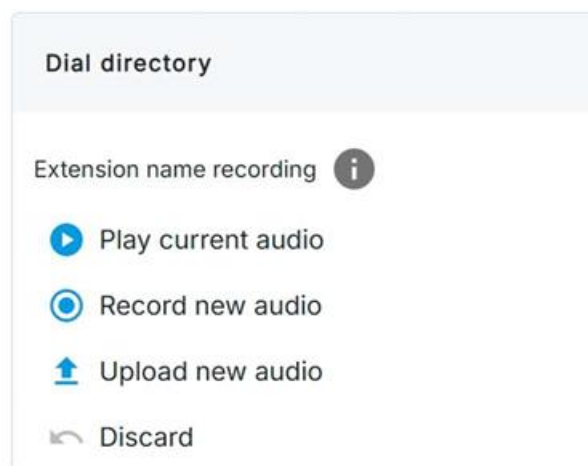 Dial directory
Extension name recording
Play current audio
Record new audio
Upload new audio
Discard